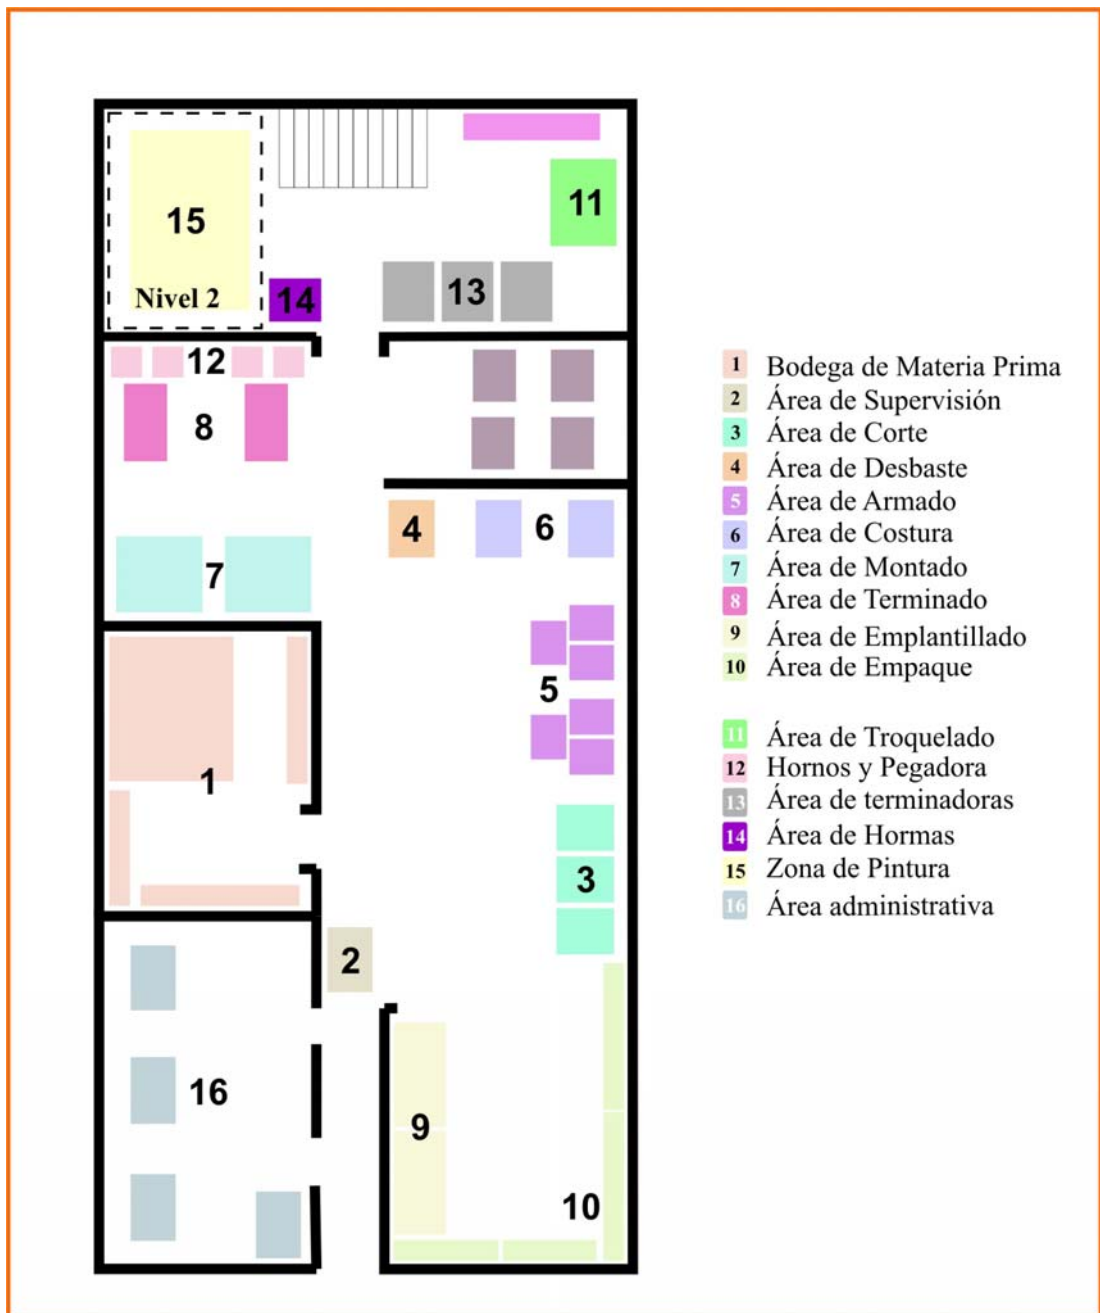 15
11
Nivel 2
14
13
12
8
4
6
7
5
1
3
2
16
9
10
1 Bodega de Materia Prima
2 Área de Supervisión
3 Área de Corte
4 Área de Desbaste
5 Área de Armado
6 Área de Costura
7 Área de Montado
8 Área de Terminado
9 Área de Emplantillado
10 Área de Empaque
11 Área de Troquelado
12 Hornos y Pegadora
13 Área de terminadoras
14 Área de Hormas
15 Zona de Pintura
16 Área administrativa